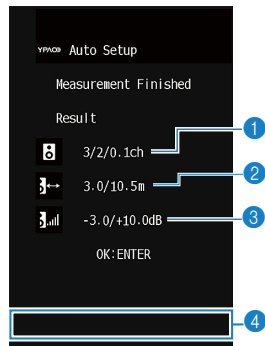 YPAO Auto Setup
Measurement Finished
Result
3/2/0.1ch 1
3.0/10.5m 2
-3.0/+10.0dB 3
OK:ENTER
4